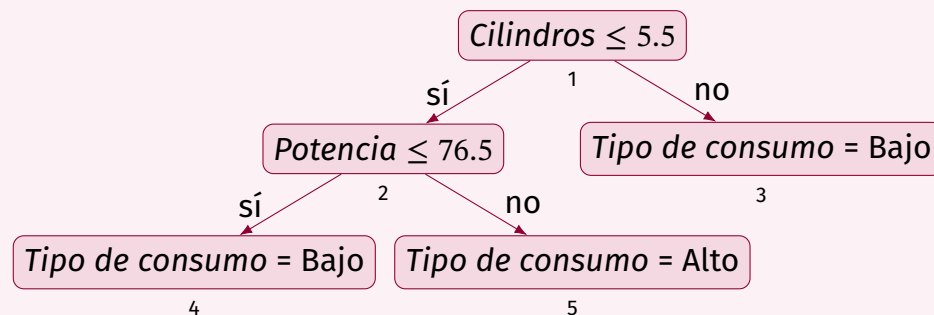 Cilindros ≤ 5.5
1
sí
no
Potencia ≤ 76.5
Tipo de consumo = Bajo
2
3
sí
no
Tipo de consumo = Bajo
Tipo de consumo = Alto
4
5